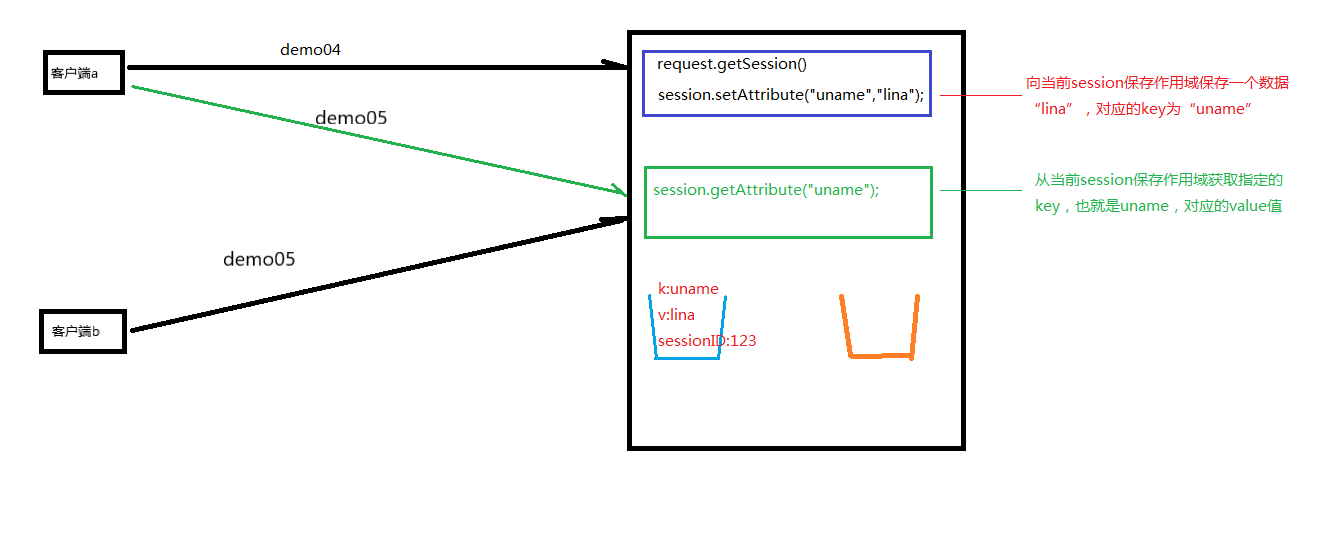 demo04
客户端a
request.getSession()
session.setAttribute("uname","lina");
向当前session保存作用域保存一个数据
“lina”，对应的key为“uname”
demo05
session.getAttribute("uname");
从当前session保存作用域获取指定的
key，也就是uname，对应的value值
demo05
客户端b
k:uname
v:lina
sessionID:123